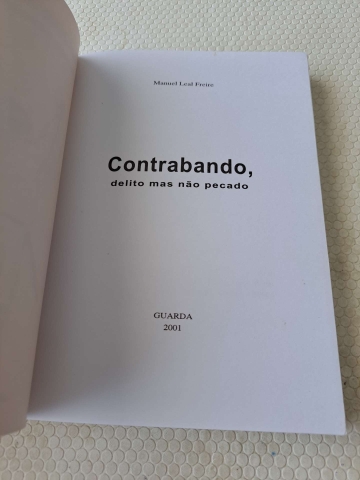 Manuel Leal Freire
Contrabando,
delito mas não pecado
GUARDA
2001